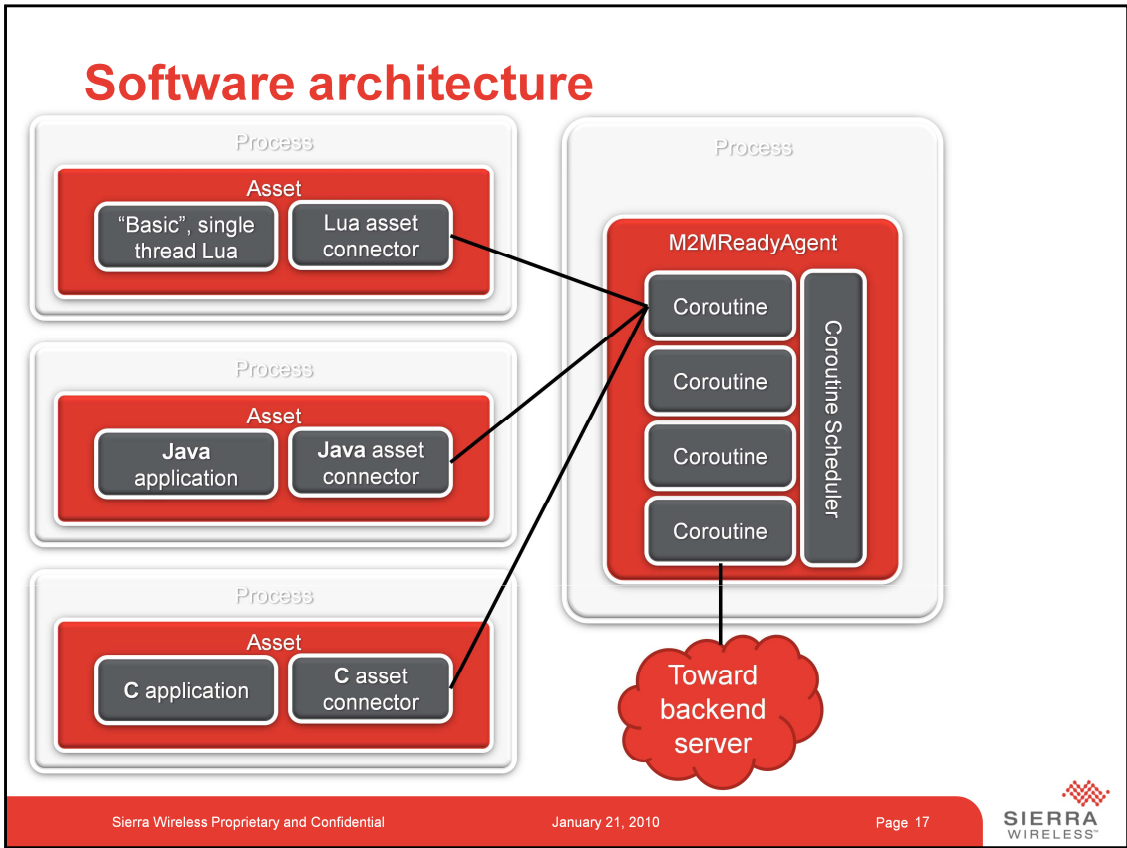 Software architecture
Process
Asset
“Basic”, single
thread Lua
Lua asset
connector
Process
Asset
Java
application
Java asset
connector
Process
Asset
C application
C asset
connector
Process
M2MReadyAgent
Coroutine
Coroutine
Coroutine
Coroutine
Coroutine Scheduler
Toward
backend
server
Sierra Wireless Proprietary and Confidential
January 21, 2010
Page 17
SIERRA
WIRELESS™